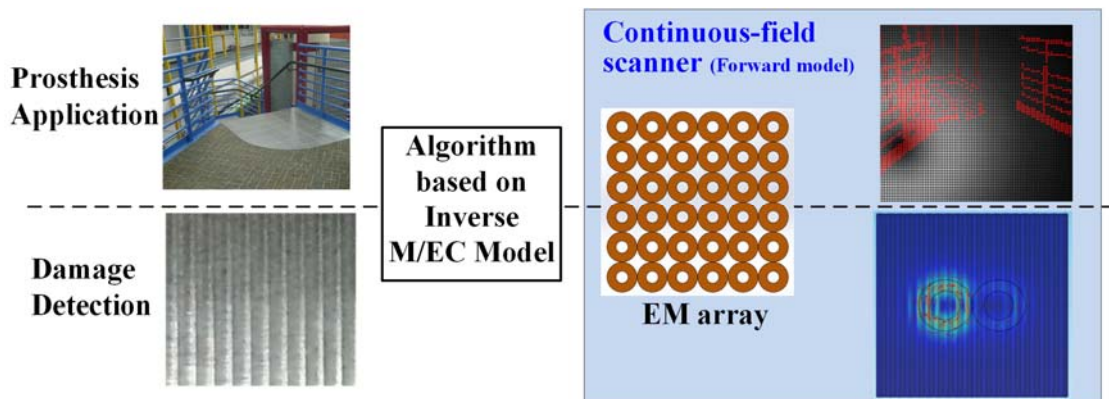 Prosthesis
Application
Damage
Detection
Algorithm
based on
Inverse
M/EC Model
Continuous-field
scanner (Forward model)
EM array